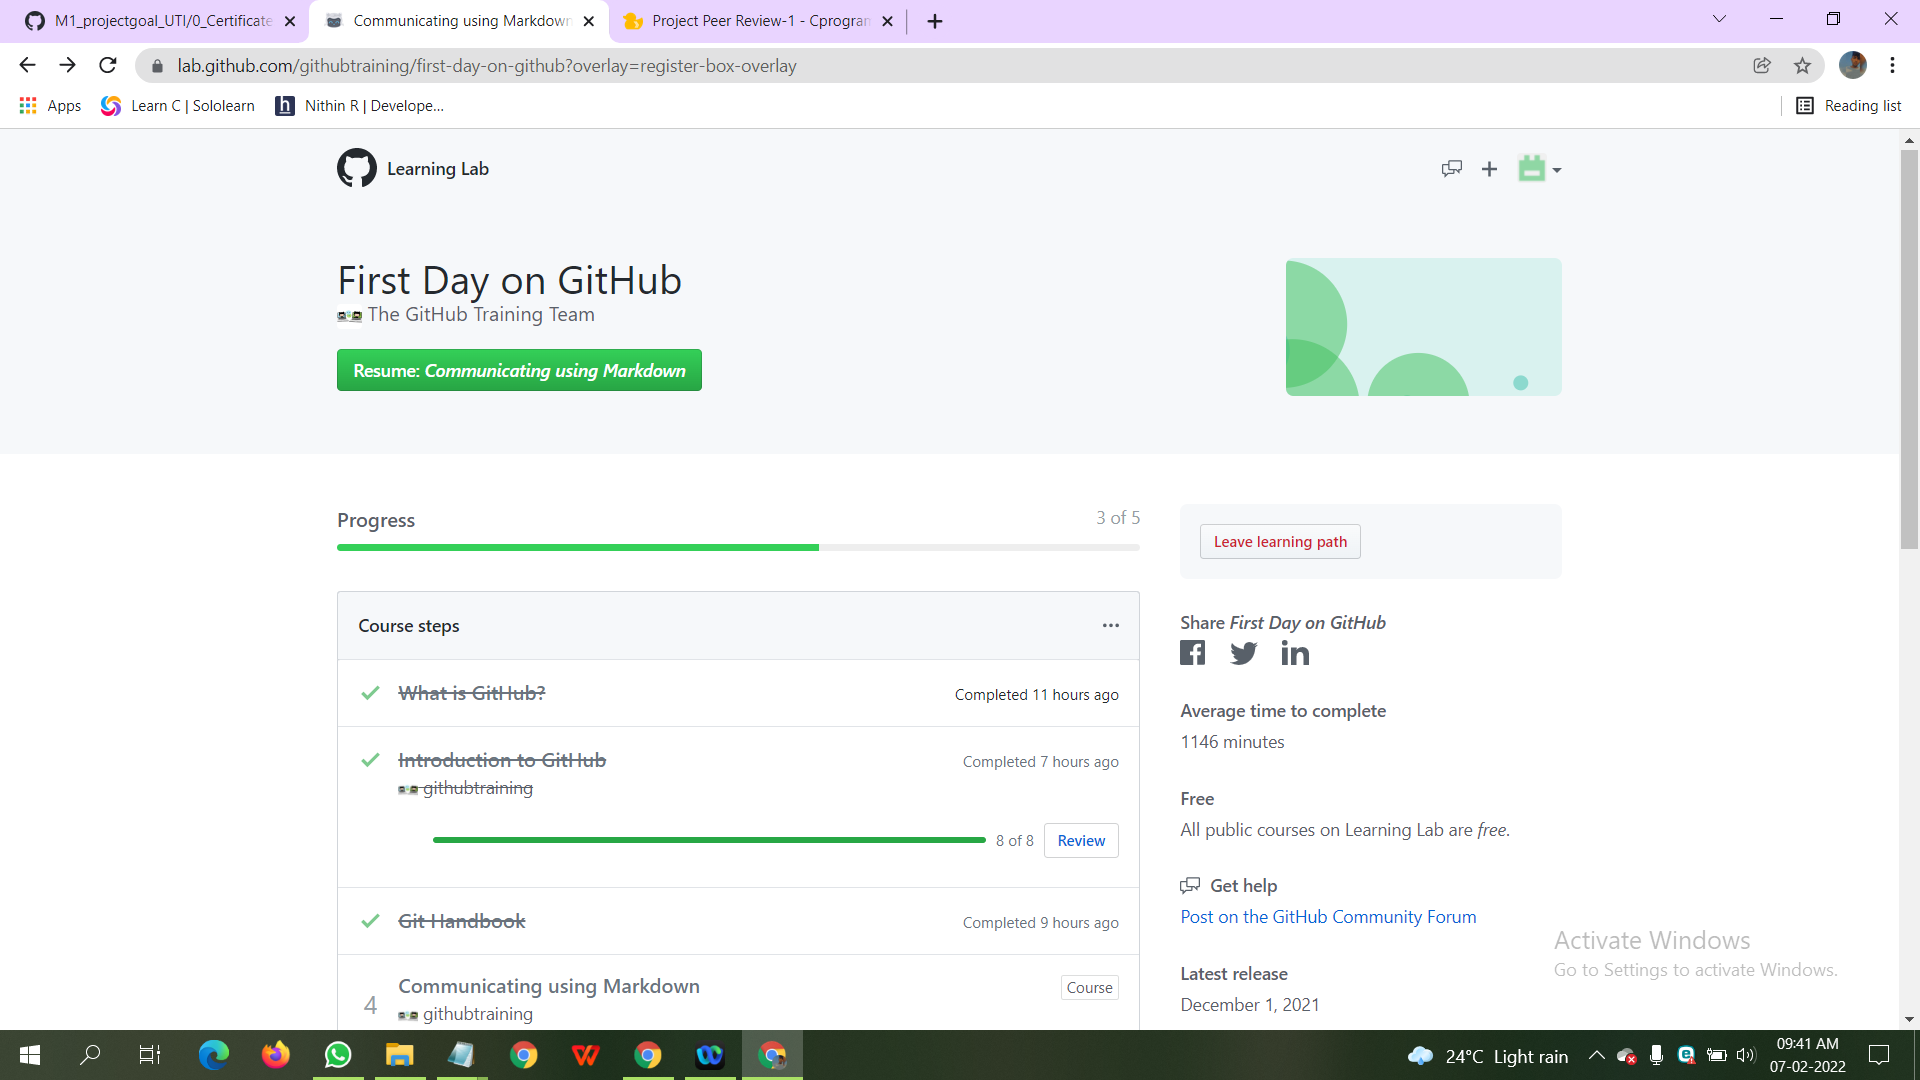 M1_projectgoal_UTI/0_Certificate
Communicating using Markdown
Project Peer Review-1 - Cprogram
lab.github.com/githubtraining/first-day-on-github?overlay=register-box-overlay
Apps
Learn C | Sololearn
Nithin R | Develope...
Reading list
Learning Lab
First Day on GitHub
The GitHub Training Team
Resume: Communicating using Markdown
Progress
3 of 5
Leave learning path
Course steps
What is GitHub?
Completed 11 hours ago
Introduction to GitHub
Completed 7 hours ago
githubtraining
8 of 8
Review
Git Handbook
Completed 9 hours ago
4
Communicating using Markdown
Course
githubtraining
Share First Day on GitHub
Average time to complete
1146 minutes
Free
All public courses on Learning Lab are free.
Get help
Post on the GitHub Community Forum
Latest release
December 1, 2021
Activate Windows
Go to Settings to activate Windows.
24°C Light rain
09:41 AM
07-02-2022